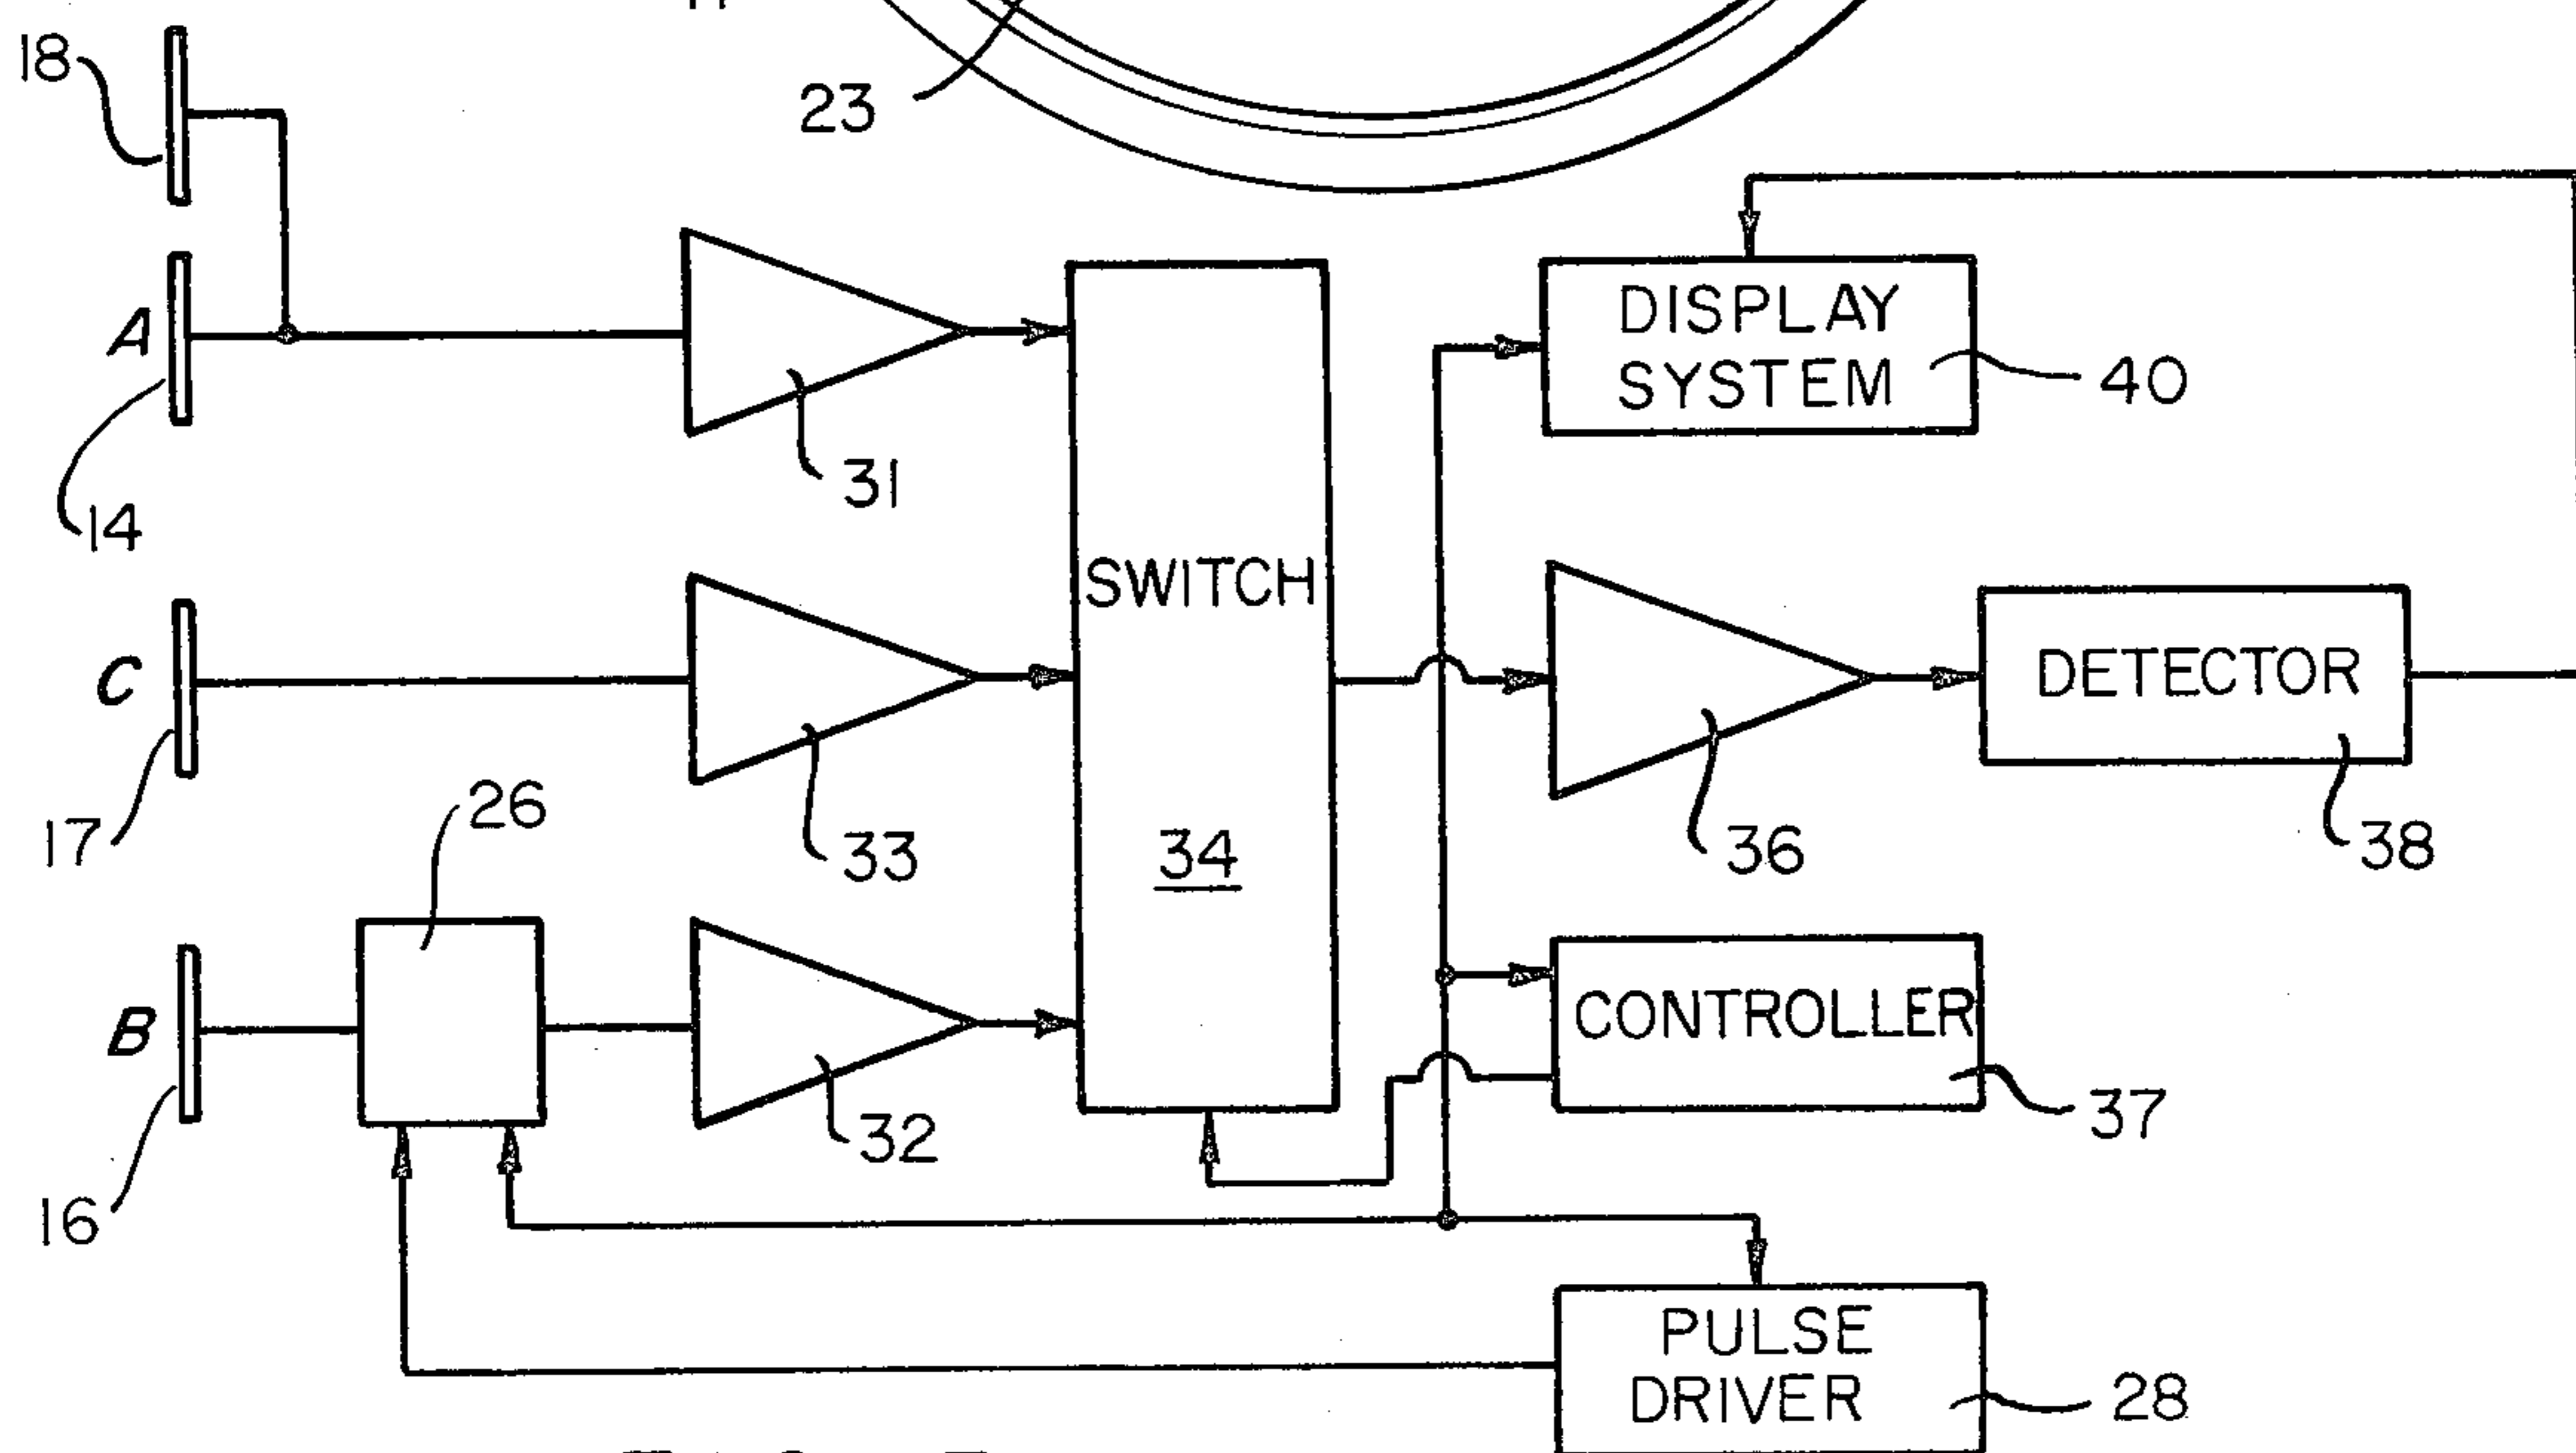 23
18
A
14
31
C
17
33
B
16
26
32
SWITCH
34
DISPLAY
SYSTEM
40
36
DETECTOR
38
CONTROLLER
37
PULSE
DRIVER
28